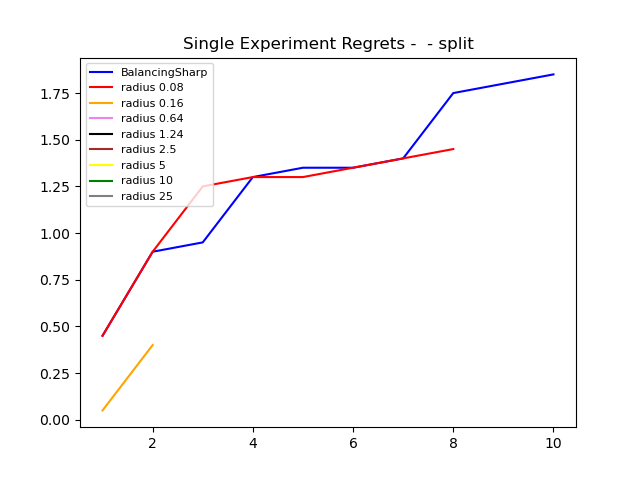 Single Experiment Regrets -  - split
BalancingSharp
radius 0.08
radius 0.16
radius 0.64
radius 1.24
radius 2.5
radius 5
radius 10
radius 25
1.75
1.50
1.25
1.00
0.75
0.50
0.25
0.00
2 4 6 8 10